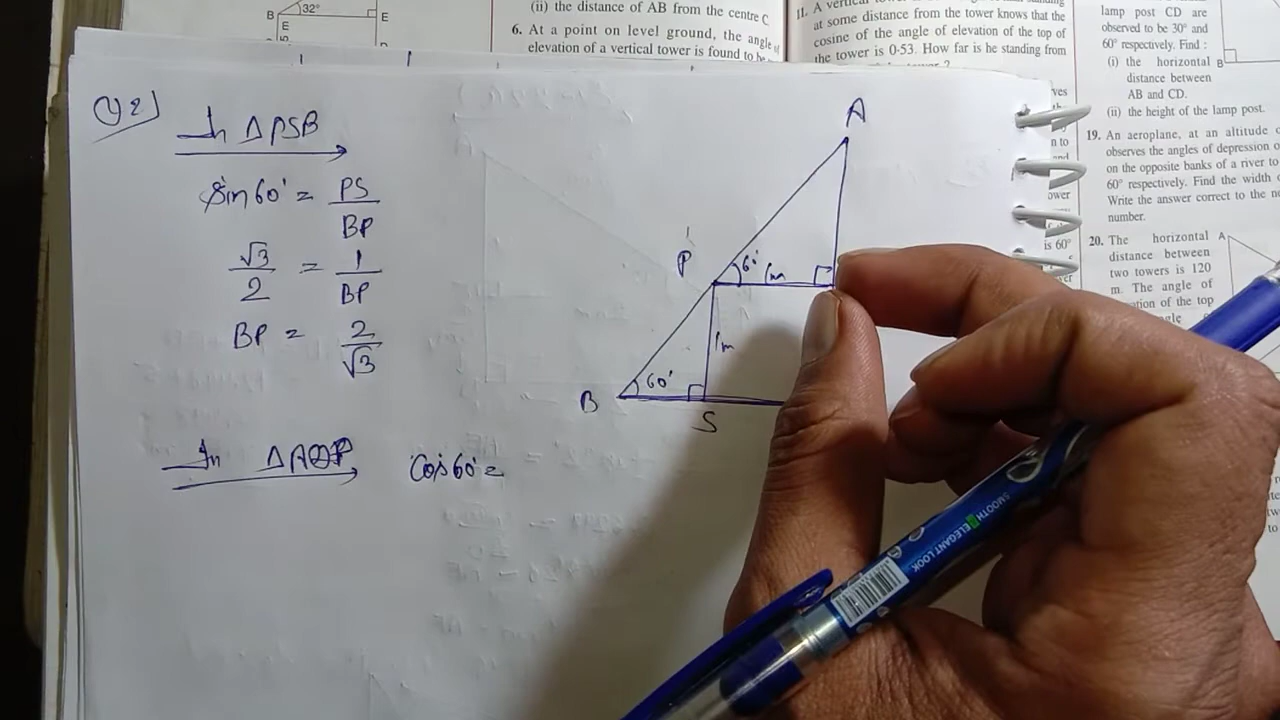 32°
B
E
E
(ii) the distance of AB from the centre C
6. At a point on level ground, the angle of
elevation of a vertical tower is found to be
11. A vertical
at some distance from the tower knows that the
cosine of the angle of elevation of the top of
the tower is 0·53. How far is he standing from
lamp post CD are
observed to be 30° and
60° respectively. Find :
(i) the horizontal
distance between
AB and CD.
(ii) the height of the lamp post.
B
19. An aeroplane, at an altitude
observes the angles of depression
on the opposite banks of a river to
60° respectively. Find the width
Write the answer correct to the
number.
is 60°
20. The horizontal
distance between
two towers is 120
m. The angle of
of the top
A
Q 2]
In ΔPSB
Sin 60° = PS/BP
√3/2 = 1/BP
BP = 2/√3
In ΔAQP Cos 60° =
A
P
60° 1m
1m
B
60°
S
SMOOTH ELEGANT LOOK